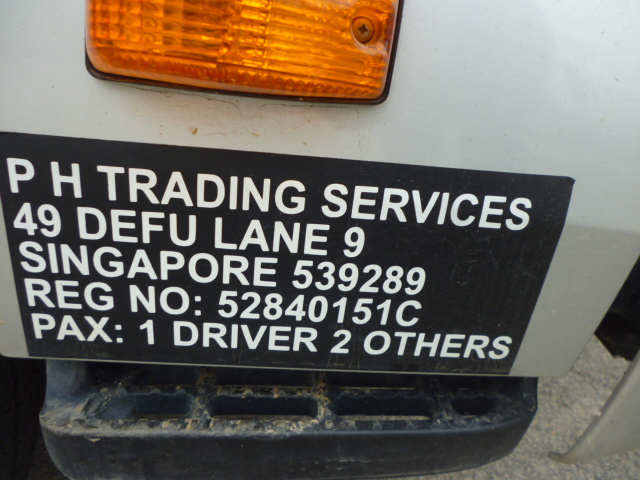 P H TRADING SERVICES
49 DEFU LANE 9
SINGAPORE 539289
REG NO: 52840151C
PAX: 1 DRIVER 2 OTHERS